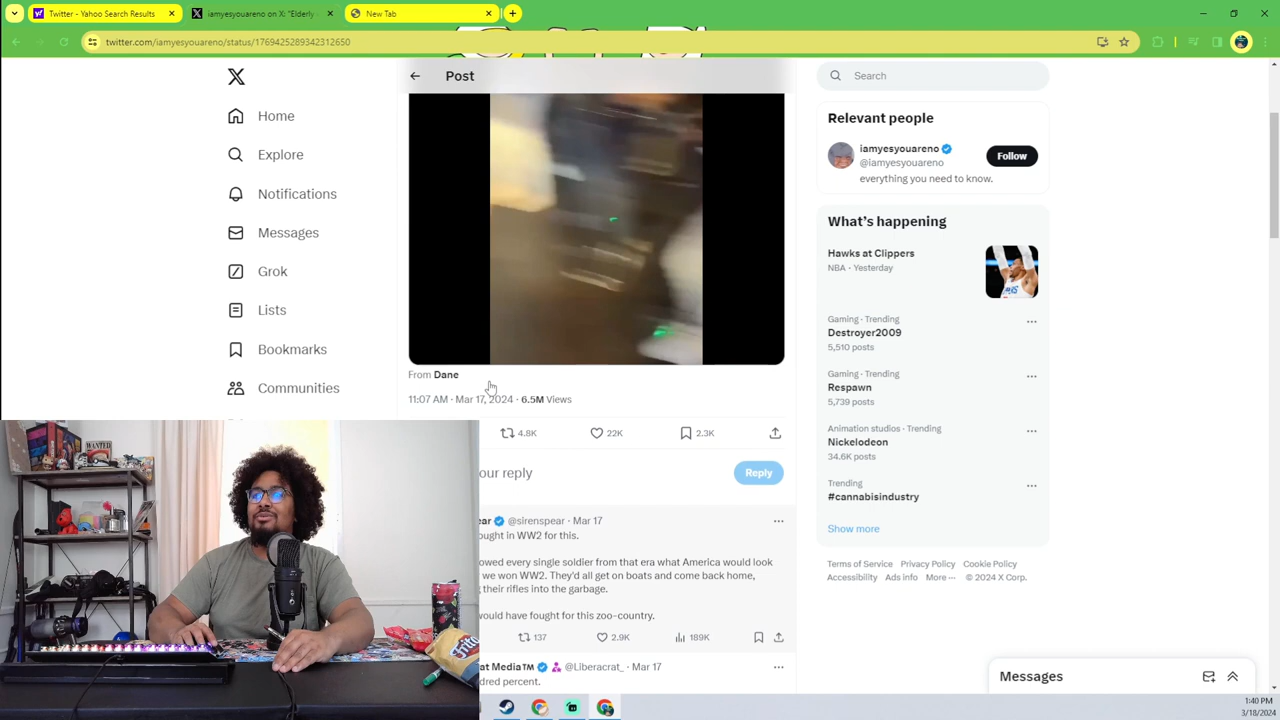 Twitter - Yahoo Search Results
iamyesyouareno on X: "Elderly
New Tab
twitter.com/iamyesyouareno/status/1769425289342312650
Home
Explore
Notifications
Messages
Grok
Lists
Bookmarks
Communities
Post
From Dane
11:07 AM · Mar 17, 2024 · 6.5M Views
4.8K 22K 2.3K
our reply
Reply
ear @sirenspear · Mar 17
ought in WW2 for this.
owed every single soldier from that era what America would look
we won WW2. They'd all get on boats and come back home,
their rifles into the garbage.
would have fought for this zoo-country.
137 2.9K 189K
at Media™ @Liberacrat_ · Mar 17
dred percent.
Search
Relevant people
iamyesyouareno
@iamyesyouareno
everything you need to know.
Follow
What's happening
Hawks at Clippers
NBA · Yesterday
Gaming · Trending
Destroyer2009
5,510 posts
Gaming · Trending
Respawn
5,739 posts
Animation studios · Trending
Nickelodeon
34.6K posts
Trending
#cannabisindustry
Show more
Terms of Service Privacy Policy Cookie Policy
Accessibility Ads info More ··· © 2024 X Corp.
Messages
WANTED
1:40 PM
3/18/2024